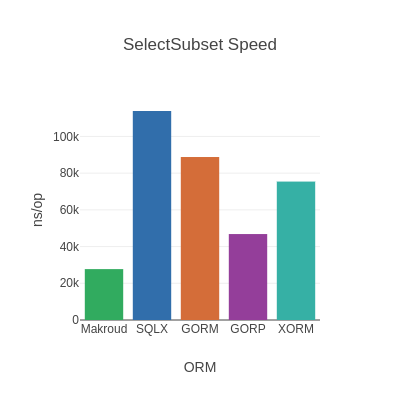 SelectSubset Speed
ns/op
100k
80k
60k
40k
20k
0
Makroud SQLX GORM GORP XORM
ORM